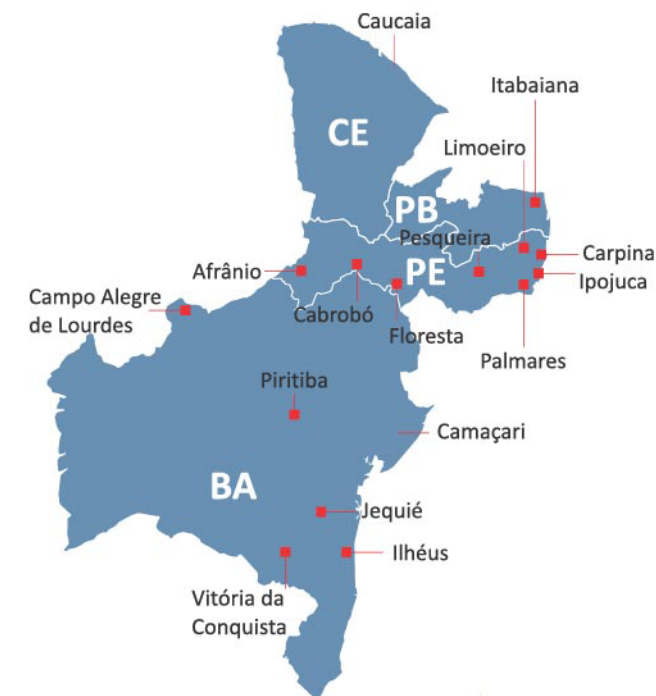 Caucaia
Itabaiana
CE
Limoeiro
PB
Pesqueira
Carpina
PE
Afrânio
Ipojuca
Campo Alegre
de Lourdes
Cabrobó
Floresta
Palmares
Piritiba
Camaçari
BA
Jequié
Ilhéus
Vitória da
Conquista